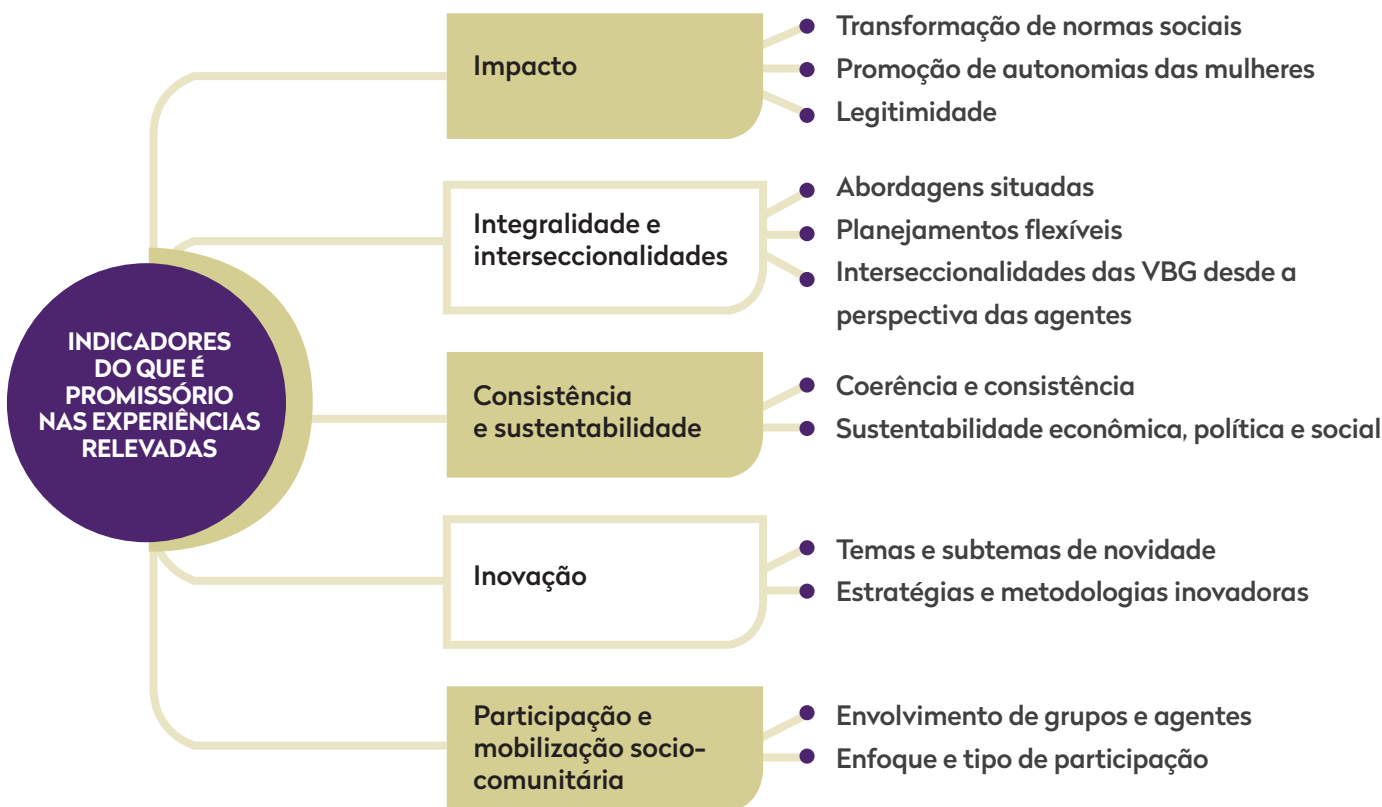 INDICADORES
DO QUE É
PROMISSÓRIO
NAS EXPERIÊNCIAS
RELEVADAS
Impacto
Transformação de normas sociais
Promoção de autonomias das mulheres
Legitimidade
Integralidade e
interseccionalidades
Abordagens situadas
Planejamentos flexíveis
Interseccionalidades das VBG desde a
perspectiva das agentes
Consistência
e sustentabilidade
Coerência e consistência
Sustentabilidade econômica, política e social
Inovação
Temas e subtemas de novidade
Estratégias e metodologias inovadoras
Participação e
mobilização socio-
comunitária
Envolvimento de grupos e agentes
Enfoque e tipo de participação